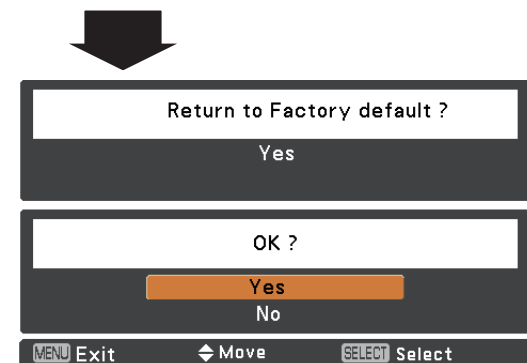 Return to Factory default ?
Yes
OK ?
Yes
No
MENU Exit Move SELECT Select